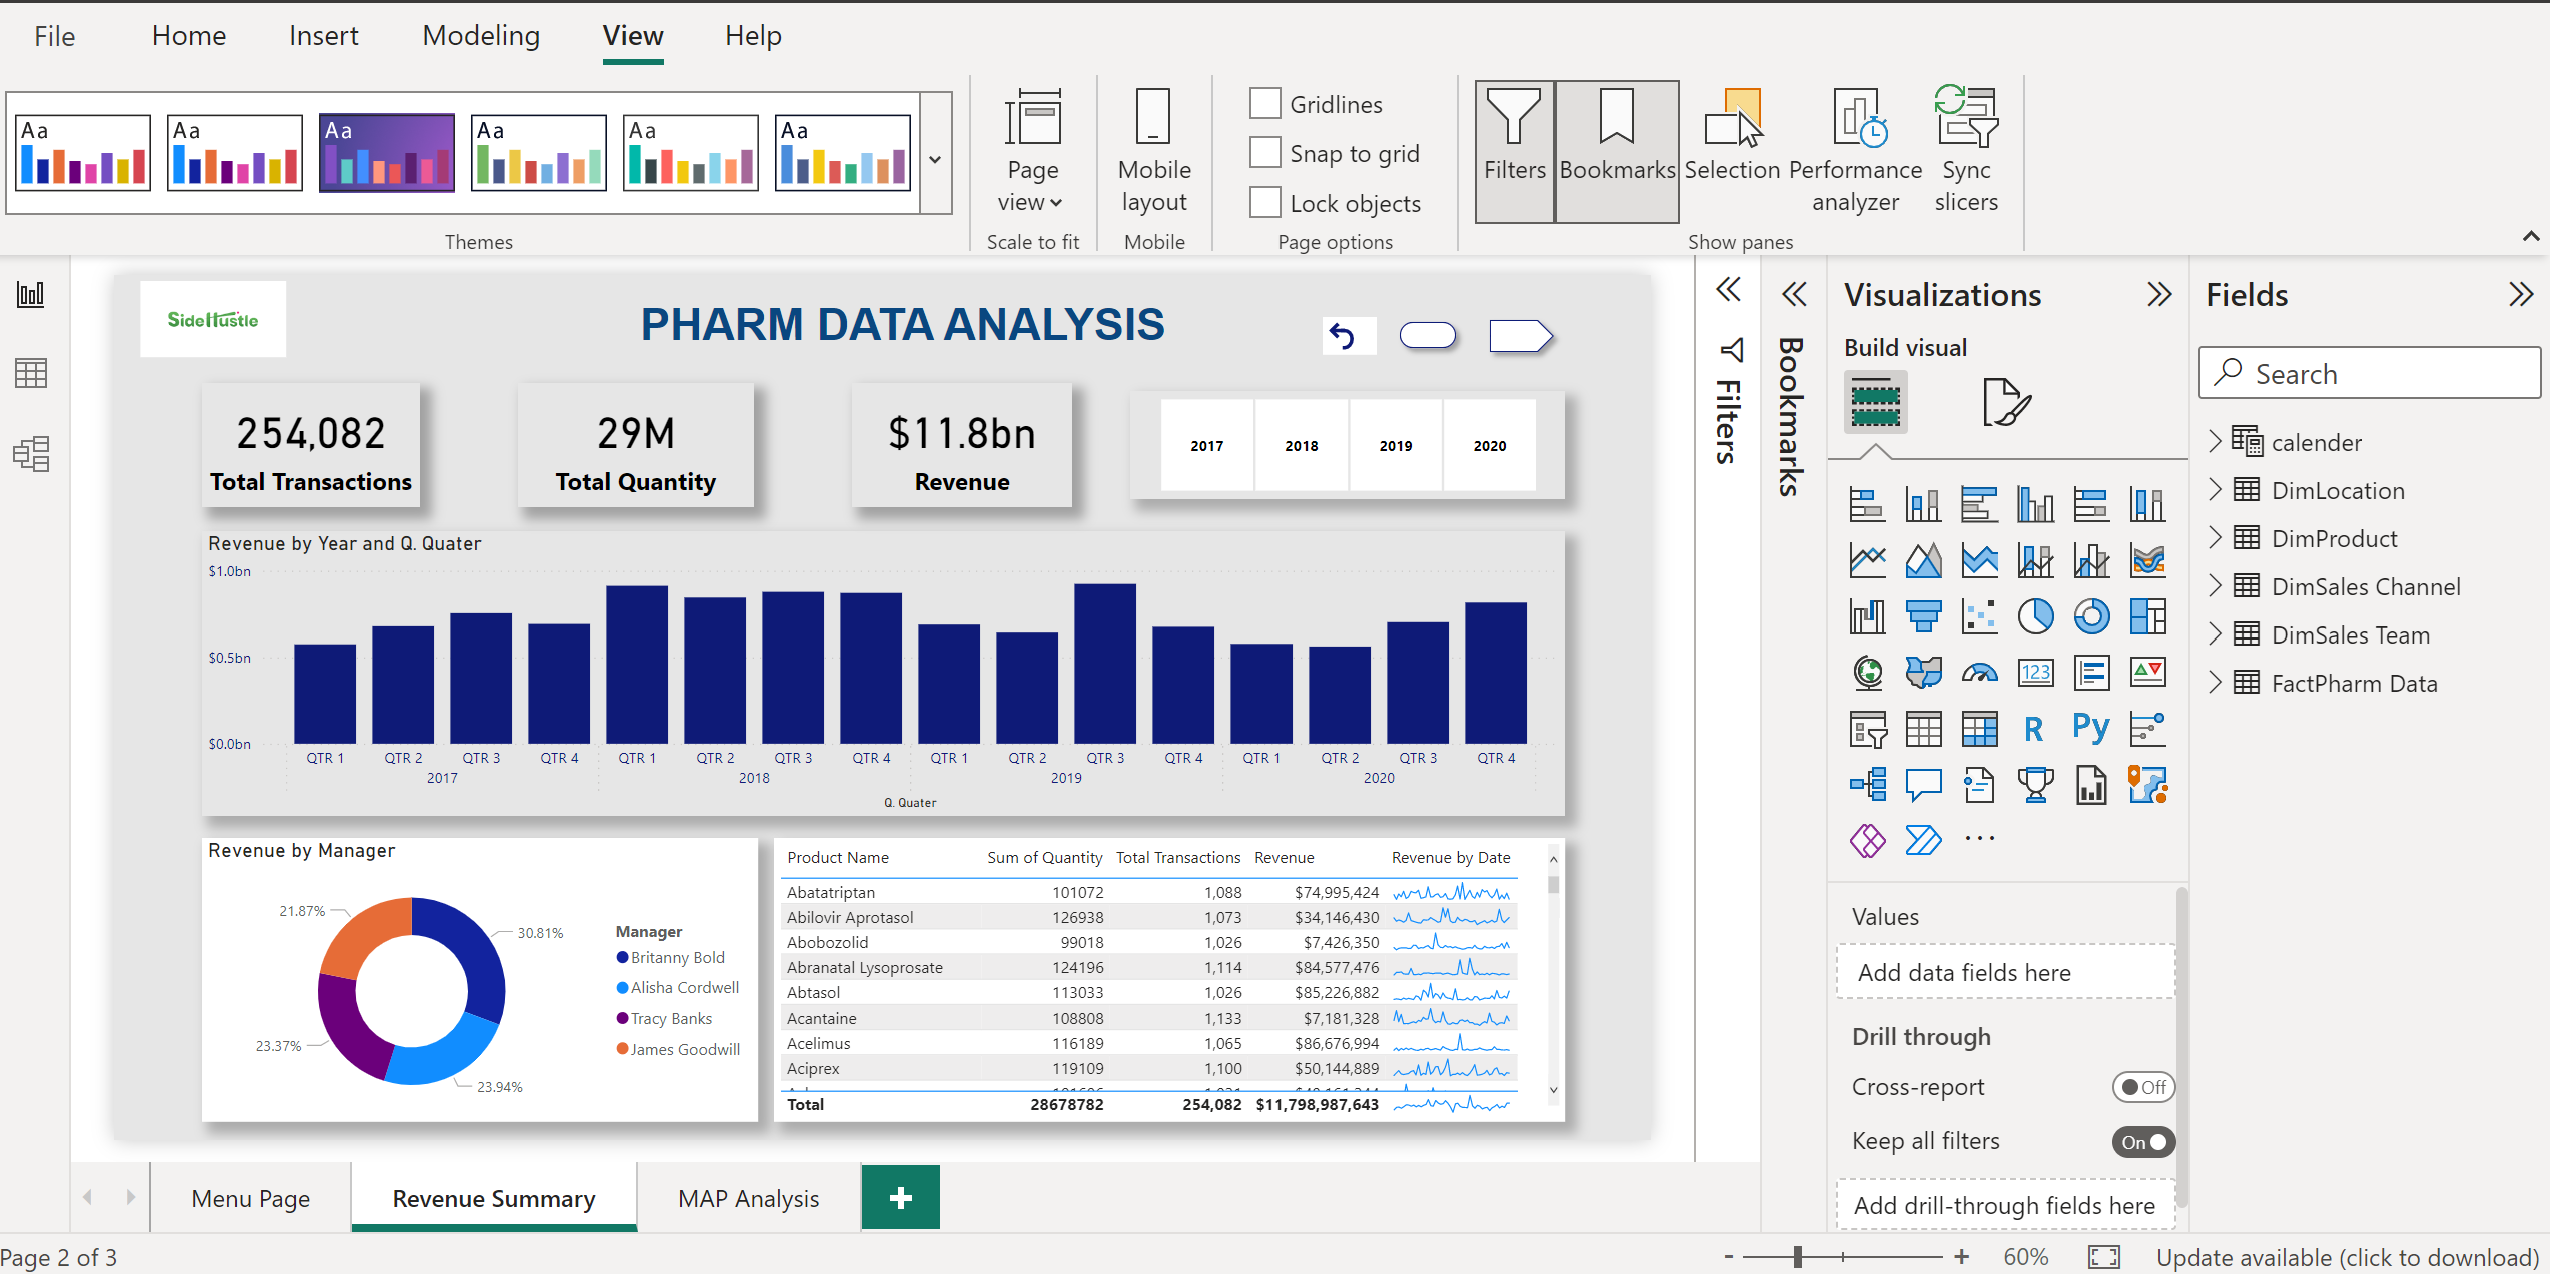 File Home Insert Modeling View Help
Aa Aa Aa Aa Aa Aa
Page view
Mobile layout
Gridlines
Snap to grid
Lock objects
Filters Bookmarks Selection Performance analyzer Sync slicers
Themes Scale to fit Mobile Page options Show panes
SideHustle
PHARM DATA ANALYSIS
254,082
Total Transactions
29M
Total Quantity
$11.8bn
Revenue
2017 2018 2019 2020
Revenue by Year and Q. Quater
$1.0bn
$0.5bn
$0.0bn
QTR 1 QTR 2 QTR 3 QTR 4 QTR 1 QTR 2 QTR 3 QTR 4 QTR 1 QTR 2 QTR 3 QTR 4 QTR 1 QTR 2 QTR 3 QTR 4
2017 2018 2019 2020
Q. Quater
Revenue by Manager
21.87%
30.81%
23.37%
23.94%
Manager
Britanny Bold
Alisha Cordwell
Tracy Banks
James Goodwill
Product Name Sum of Quantity Total Transactions Revenue Revenue by Date
Abatatriptan 101072 1,088 $74,995,424
Abilovir Aprotasol 126938 1,073 $34,146,430
Abobozolid 99018 1,026 $7,426,350
Abranatal Lysoprosate 124196 1,114 $84,577,476
Abtasol 113033 1,026 $85,226,882
Acantaine 108808 1,133 $7,181,328
Acelimus 116189 1,065 $86,676,994
Aciprex 119109 1,100 $50,144,889
Total 28678782 254,082 $11,798,987,643
Filters
Bookmarks
Visualizations
Build visual
123
R Py
Values
Add data fields here
Drill through
Cross-report Off
Keep all filters On
Add drill-through fields here
Fields
Search
calender
DimLocation
DimProduct
DimSales Channel
DimSales Team
FactPharm Data
Menu Page Revenue Summary MAP Analysis +
Page 2 of 3
- + 60% Update available (click to download)